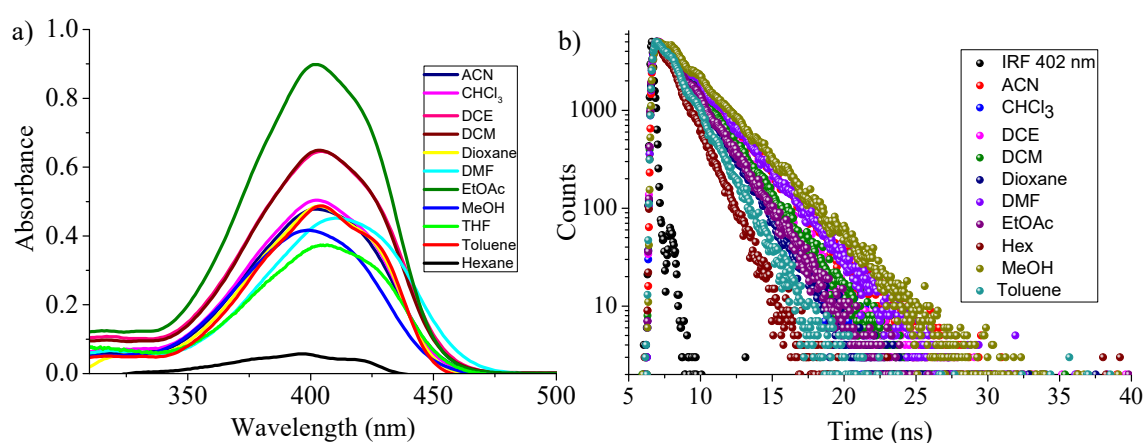 a)
1.0
0.8
0.6
0.4
0.2
0.0
Absorbance
350
400
450
500
Wavelength (nm)
ACN
CHCl₃
DCE
DCM
Dioxane
DMF
EtOAc
MeOH
THF
Toluene
Hexane
b)
1000
100
10
Counts
5
10
15
20
25
30
35
40
Time (ns)
IRF 402 nm
ACN
CHCl3
DCE
DCM
Dioxane
DMF
EtOAc
Hex
MeOH
Toluene